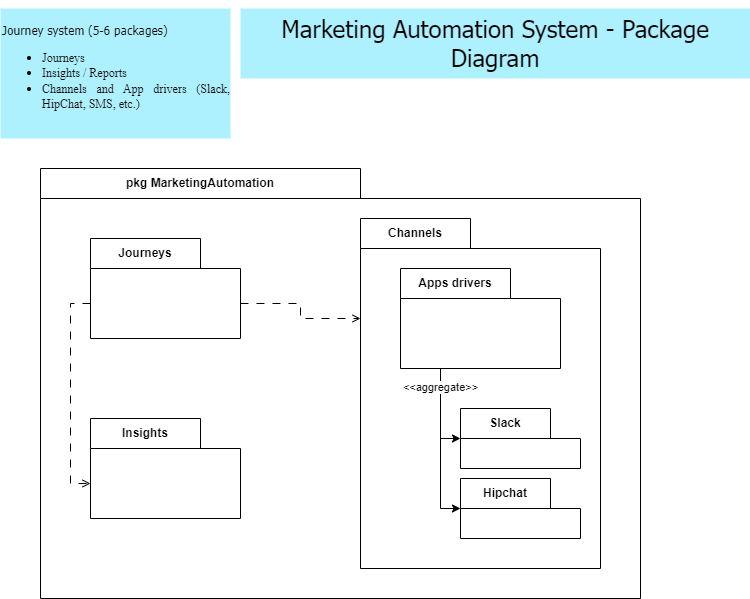 Journey system (5-6 packages)
• Journeys
• Insights / Reports
• Channels and App drivers (Slack,
HipChat, SMS, etc.)
Marketing Automation System - Package
Diagram
pkg MarketingAutomation
Channels
Journeys
Apps drivers
<<aggregate>>
Slack
Insights
Hipchat